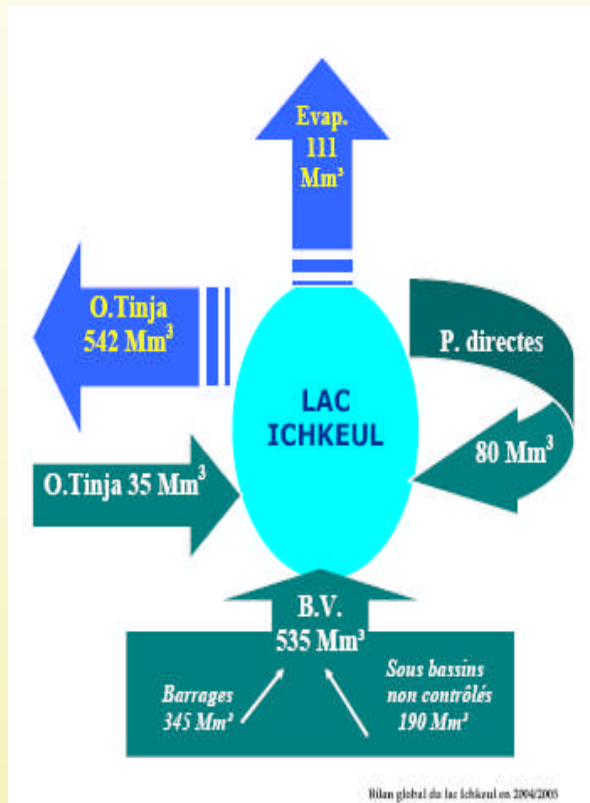 Evap.
111
Mm³
O.Tinja
542 Mm³
P. directes
LAC
ICHKEUL
80 Mm³
O.Tinja 35 Mm³
B.V.
535 Mm³
Barrages
345 Mm³
Sous bassins
non contrôlés
190 Mm³
Bilan global du lac Ichkeul en 2004/2005